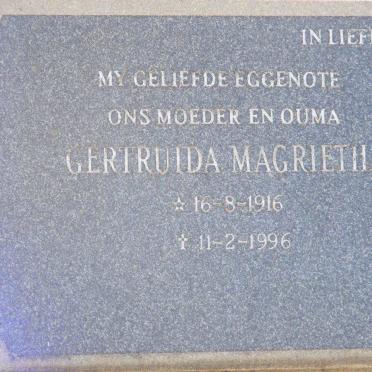 IN LIEF
MY GELIEFDE EGGENOTE
ONS MOEDER EN OUMA
GERTRUIDA MAGRIETH
☆ 16-8-1916
✝ 11-2-1996